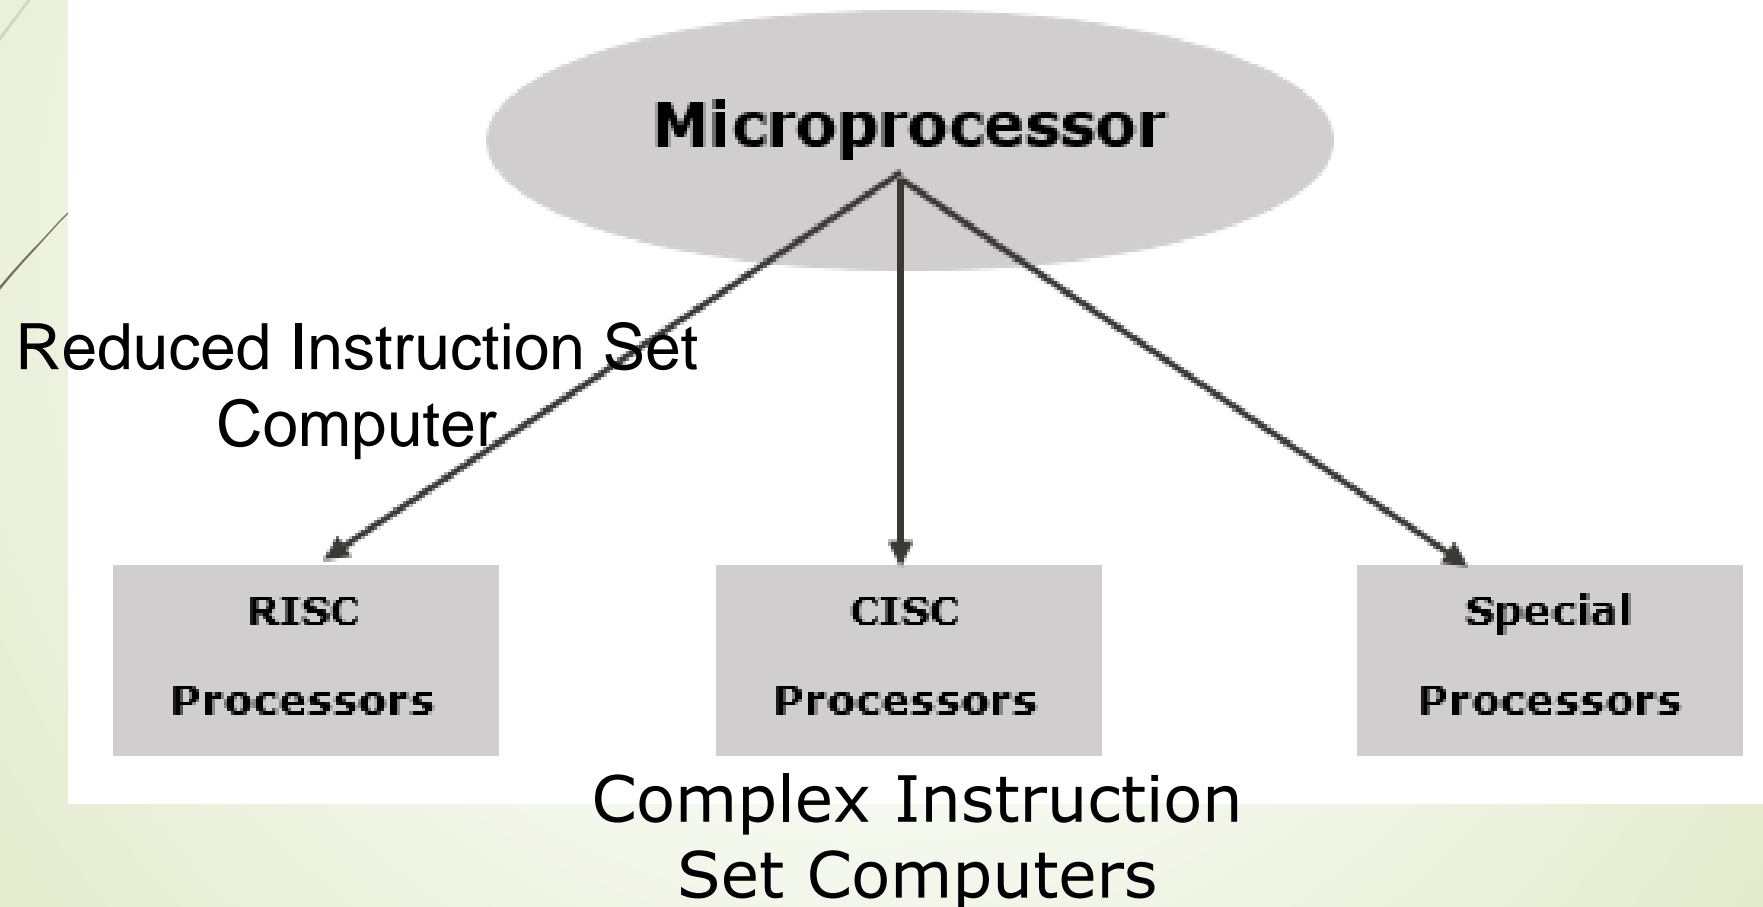 Microprocessor
Reduced Instruction Set
Computer
RISC
Processors
CISC
Processors
Special
Processors
Complex Instruction
Set Computers